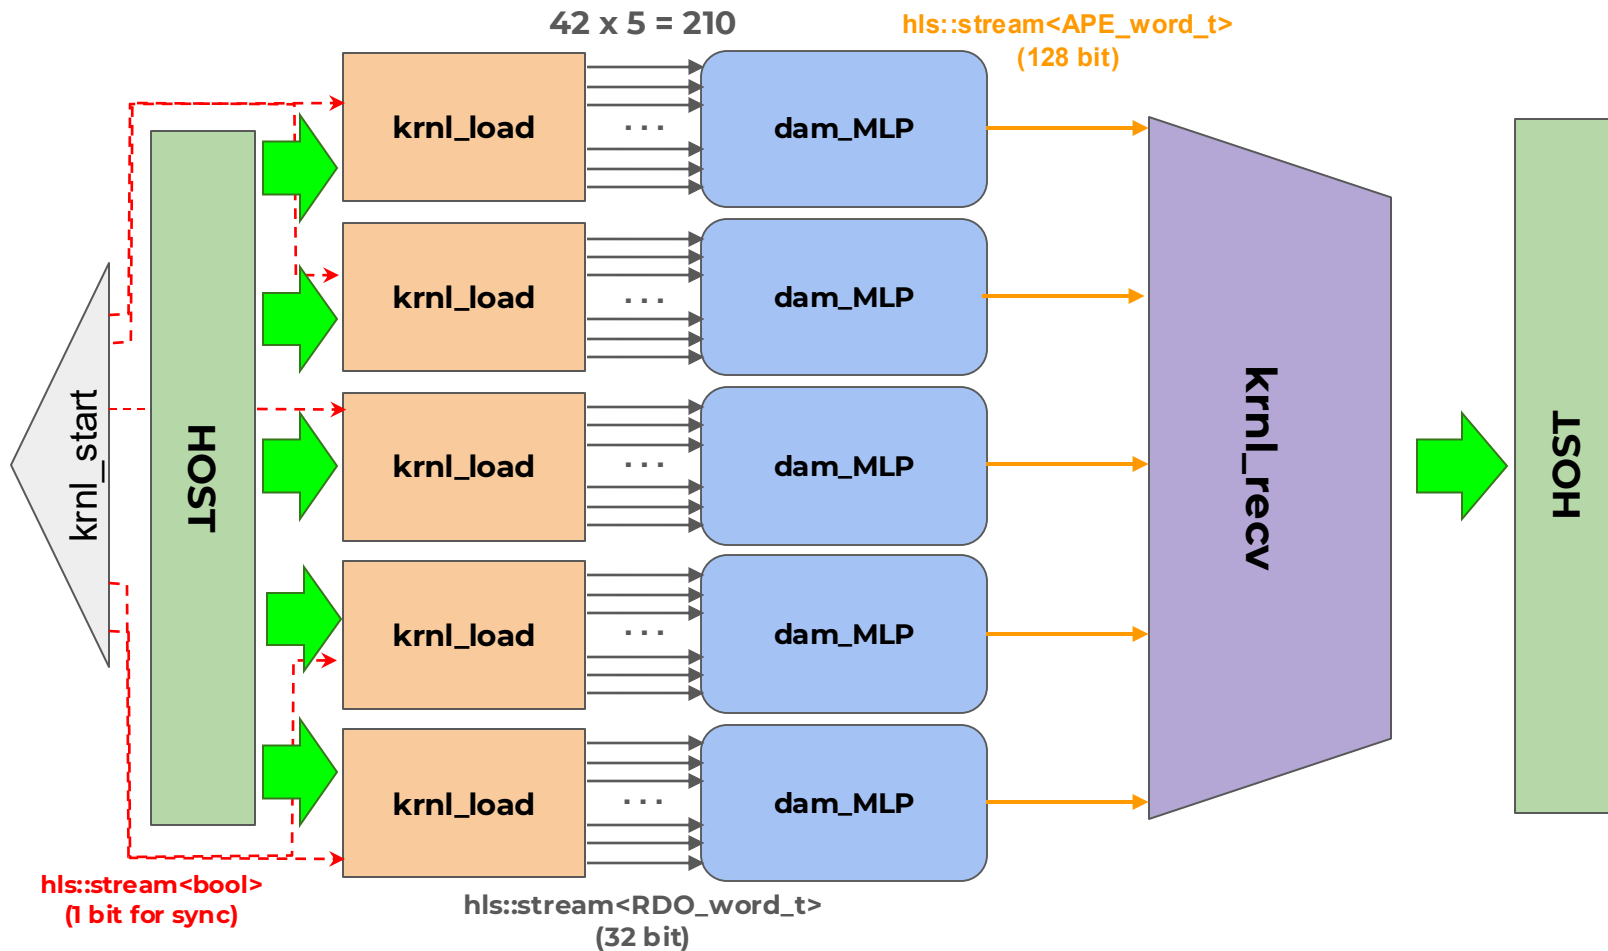 42 x 5 = 210
hls::stream<APE_word_t>
(128 bit)
krnl_load
. . .
dam_MLP
krnl_load
. . .
dam_MLP
krnl_start
HOST
krnl_load
. . .
dam_MLP
krnl_recv
HOST
krnl_load
. . .
dam_MLP
krnl_load
. . .
dam_MLP
hls::stream<bool>
(1 bit for sync)
hls::stream<RDO_word_t>
(32 bit)